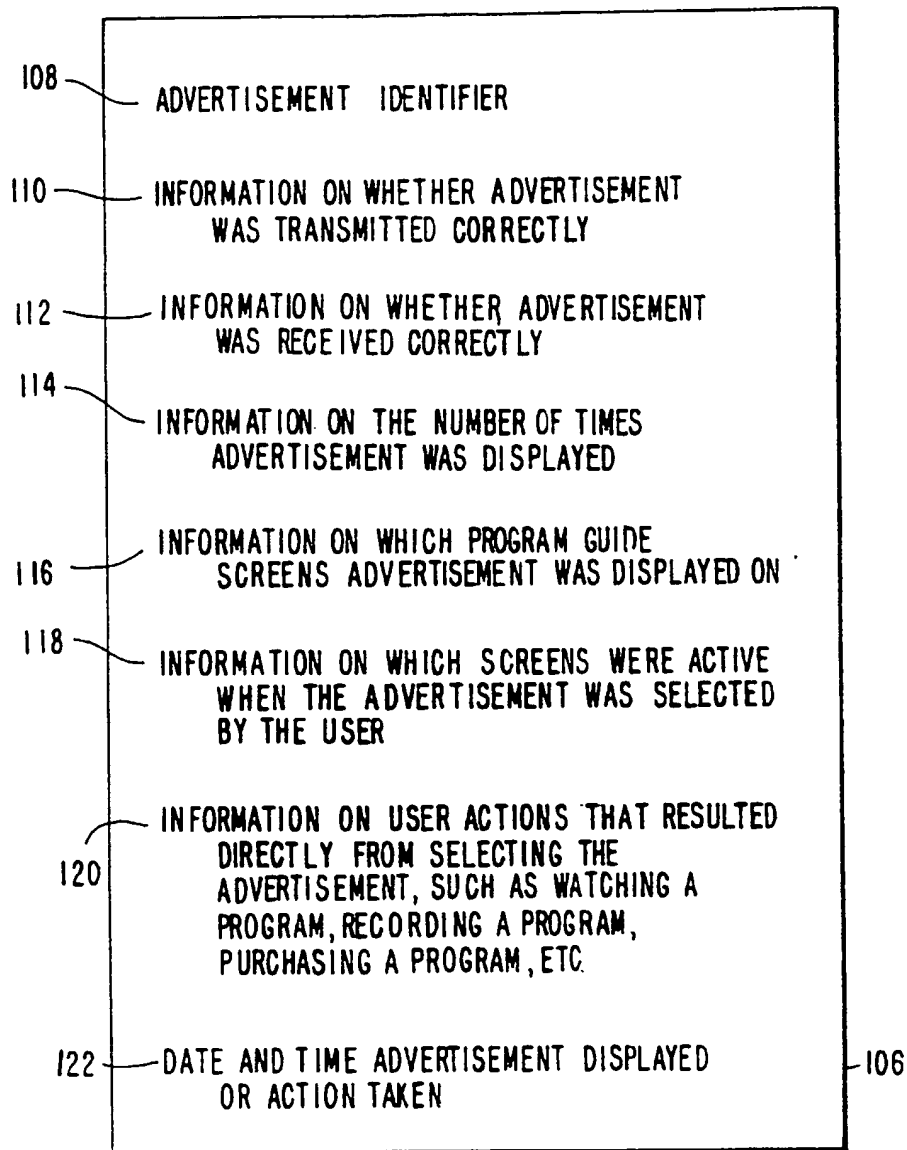 108
ADVERTISEMENT IDENTIFIER
110
INFORMATION ON WHETHER ADVERTISEMENT
WAS TRANSMITTED CORRECTLY
112
INFORMATION ON WHETHER ADVERTISEMENT
WAS RECEIVED CORRECTLY
114
INFORMATION ON THE NUMBER OF TIMES
ADVERTISEMENT WAS DISPLAYED
INFORMATION ON WHICH PROGRAM GUIDE
116
SCREENS ADVERTISEMENT WAS DISPLAYED ON
118
INFORMATION ON WHICH SCREENS WERE ACTIVE
WHEN THE ADVERTISEMENT WAS SELECTED
BY THE USER
INFORMATION ON USER ACTIONS THAT RESULTED
DIRECTLY FROM SELECTING THE
120
ADVERTISEMENT, SUCH AS WATCHING A
PROGRAM, RECORDING A PROGRAM,
PURCHASING A PROGRAM, ETC.
122
DATE AND TIME ADVERTISEMENT DISPLAYED
106
OR ACTION TAKEN